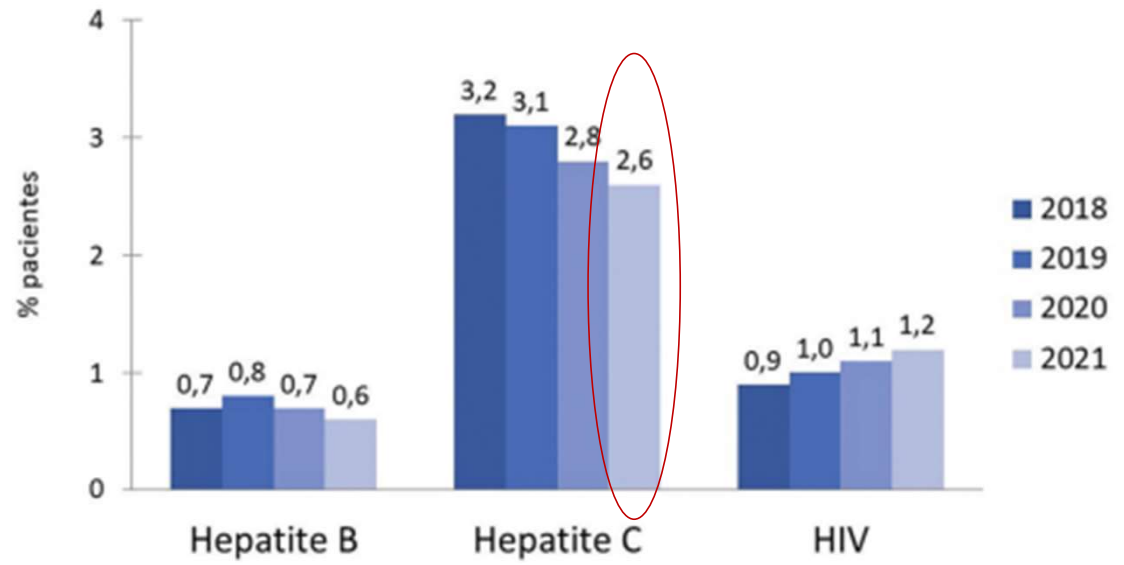 % pacientes
4
3
2
1
0
0,7 0,8 0,7 0,6
3,2 3,1 2,8 2,6
0,9 1,0 1,1 1,2
Hepatite B Hepatite C HIV
2018
2019
2020
2021